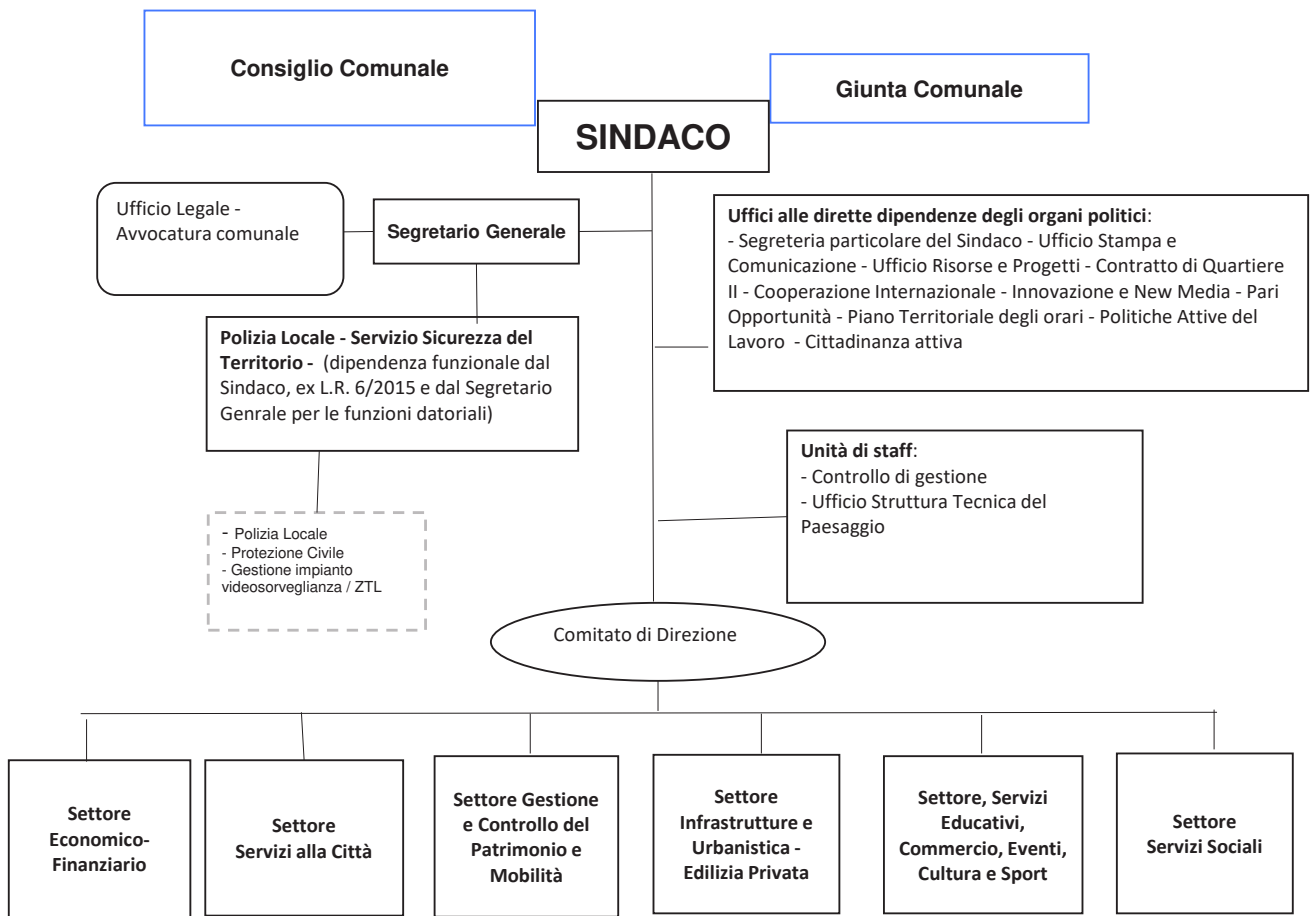 Consiglio Comunale
Giunta Comunale
SINDACO
Ufficio Legale -
Avvocatura comunale
Segretario Generale
Uffici alle dirette dipendenze degli organi politici:
- Segreteria particolare del Sindaco - Ufficio Stampa e
Comunicazione - Ufficio Risorse e Progetti - Contratto di Quartiere
II - Cooperazione Internazionale - Innovazione e New Media - Pari
Opportunità - Piano Territoriale degli orari - Politiche Attive del
Lavoro - Cittadinanza attiva
Polizia Locale - Servizio Sicurezza del
Territorio - (dipendenza funzionale dal
Sindaco, ex L.R. 6/2015 e dal Segretario
Genrale per le funzioni datoriali)
Unità di staff:
- Controllo di gestione
- Ufficio Struttura Tecnica del
Paesaggio
- Polizia Locale
- Protezione Civile
- Gestione impianto
videosorveglianza / ZTL
Comitato di Direzione
Settore
Economico-
Finanziario
Settore
Servizi alla Città
Settore Gestione
e Controllo del
Patrimonio e
Mobilità
Settore
Infrastrutture e
Urbanistica -
Edilizia Privata
Settore, Servizi
Educativi,
Commercio, Eventi,
Cultura e Sport
Settore
Servizi Sociali